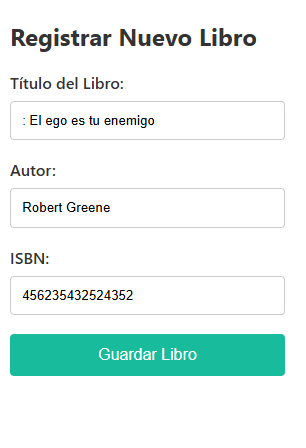 Registrar Nuevo Libro
Título del Libro:
: El ego es tu enemigo
Autor:
Robert Greene
ISBN:
456235432524352
Guardar Libro